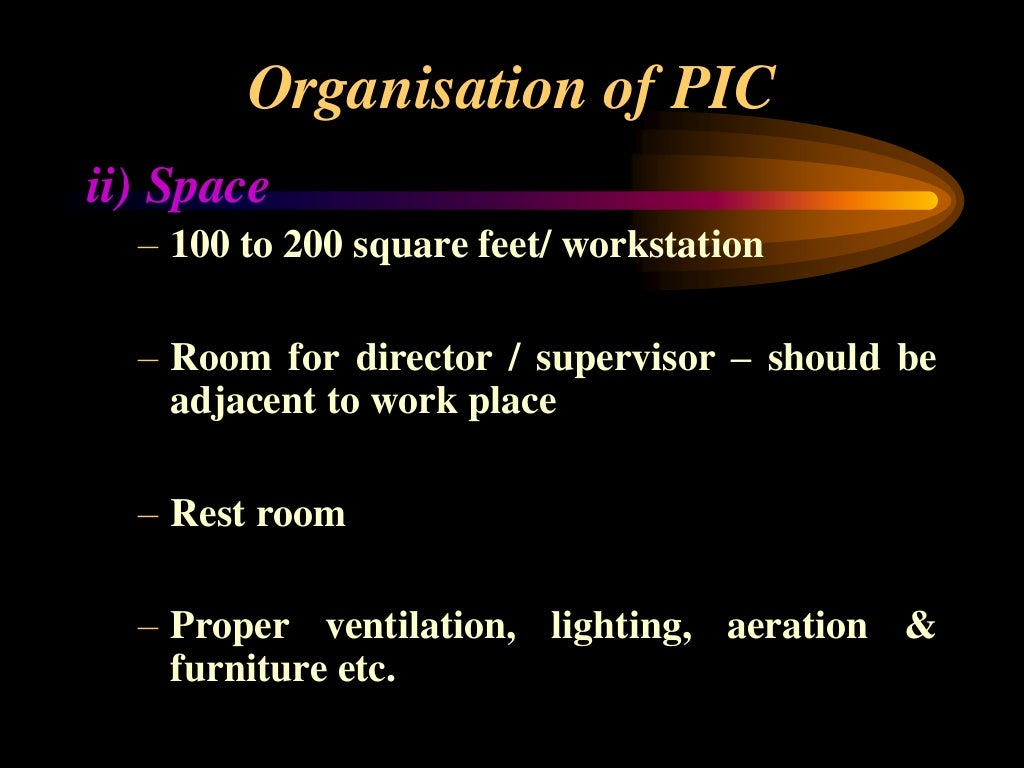 Organisation of PIC
ii) Space
– 100 to 200 square feet/ workstation
– Room for director / supervisor – should be
adjacent to work place
– Rest room
– Proper ventilation, lighting, aeration &
furniture etc.